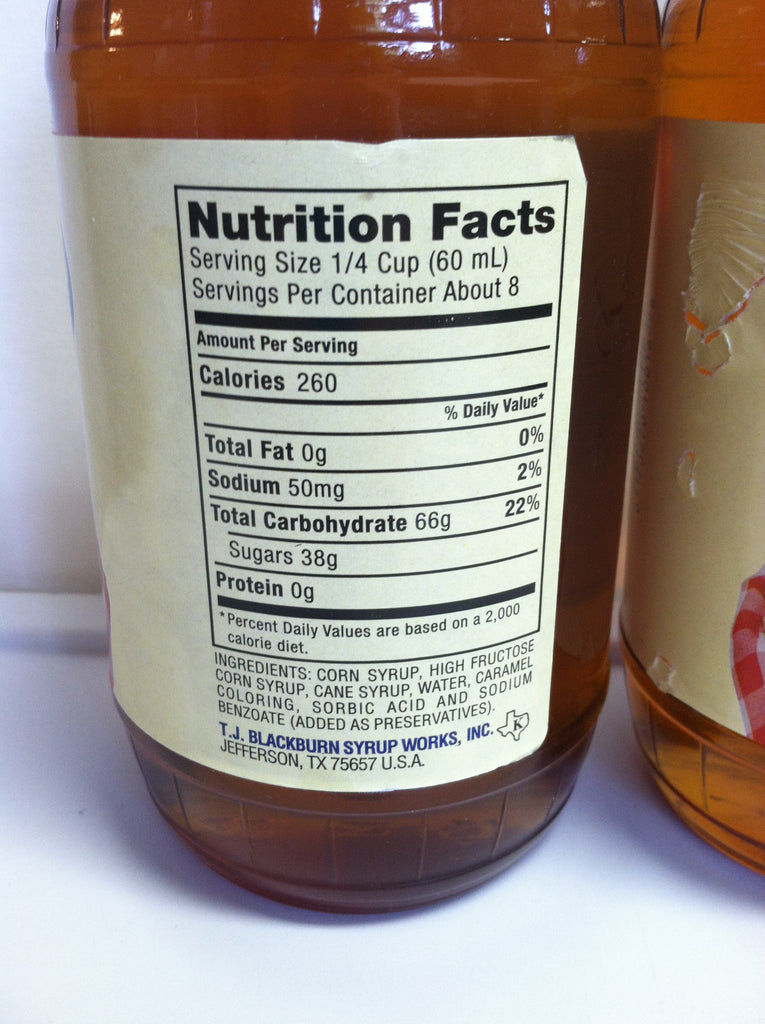 Nutrition Facts
Serving Size 1/4 Cup (60 mL)
Servings Per Container About 8
Amount Per Serving
Calories 260
% Daily Value*
Total Fat 0g 0%
Sodium 50mg 2%
Total Carbohydrate 66g 22%
Sugars 38g
Protein 0g
*Percent Daily Values are based on a 2,000
calorie diet.
INGREDIENTS: CORN SYRUP, HIGH FRUCTOSE
CORN SYRUP, CANE SYRUP, WATER, CARAMEL
COLORING, SORBIC ACID AND SODIUM
BENZOATE (ADDED AS PRESERVATIVES).
T.J. BLACKBURN SYRUP WORKS, INC. K
JEFFERSON, TX 75657 U.S.A.